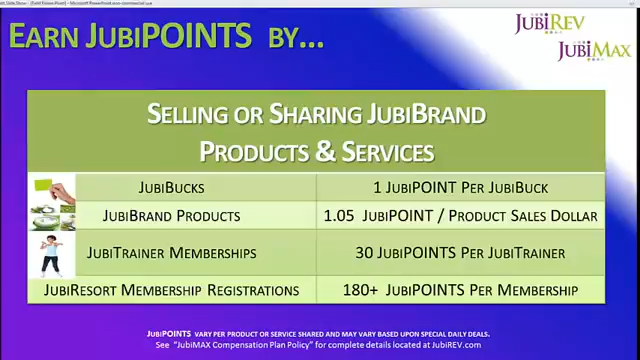 EARN JUBIPOINTS BY...
JUBIREV
JUBIMAX
SELLING OR SHARING JUBIBRAND
PRODUCTS & SERVICES
JUBIBUCKS
1 JUBIPOINT PER JUBIBUCK
JUBIBRAND PRODUCTS
1.05 JUBIPOINT / PRODUCT SALES DOLLAR
JUBITRAINER MEMBERSHIPS
30 JUBIPOINTS PER JUBITRAINER
JUBIRESORT MEMBERSHIP REGISTRATIONS
180+ JUBIPOINTS PER MEMBERSHIP
JUBIPOINTS VARY PER PRODUCT OR SERVICE SHARED AND MAY VARY BASED UPON SPECIAL DAILY DEALS.
See "JubiMAX Compensation Plan Policy" for complete details located at JubiREV.com